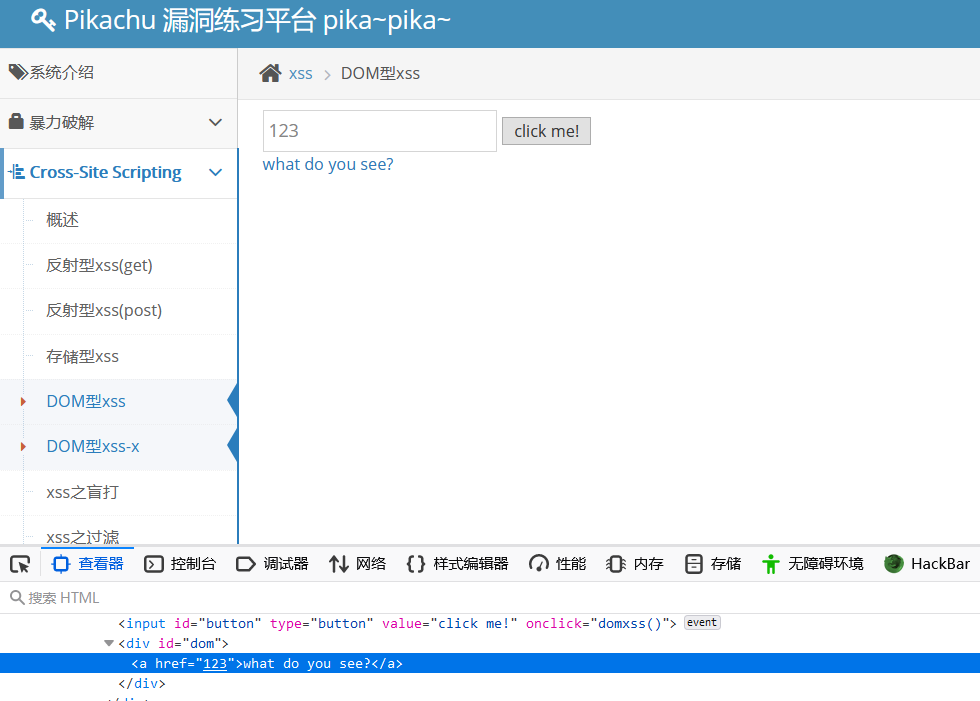 Pikachu 漏洞练习平台 pika~pika~
系统介绍
xss > DOM型xss
暴力破解
123 click me!
what do you see?
Cross-Site Scripting
概述
反射型xss(get)
反射型xss(post)
存储型xss
DOM型xss
DOM型xss-x
xss之盲打
xss之过滤
查看器 控制台 调试器 网络 样式编辑器 性能 内存 存储 无障碍环境 HackBar
搜索 HTML
<input id="button" type="button" value="click me!" onclick="domxss()"> event
<div id="dom">
<a href="123">what do you see?</a>
</div>